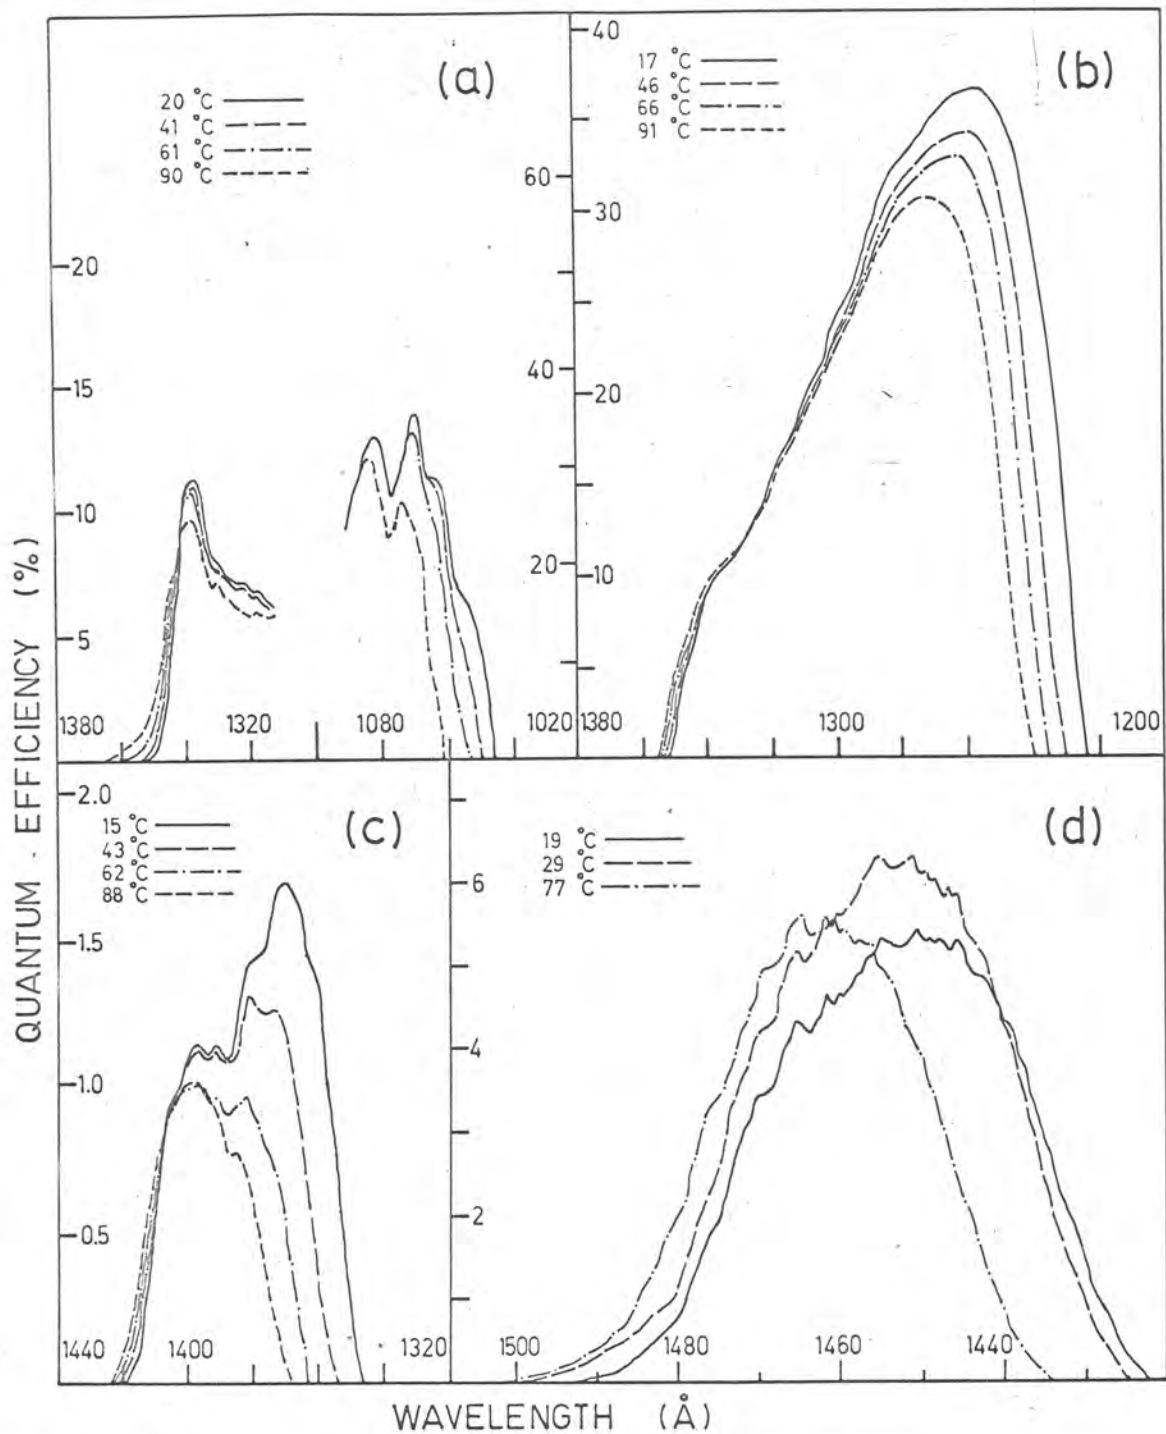 (a)
20 °C
41 °C
61 °C
90 °C
20
15
10
5
1380
1320
1080
1020
(b)
17 °C
46 °C
66 °C
91 °C
40
60
30
40
20
20
10
1380
1300
1200
(c)
15 °C
43 °C
62 °C
88 °C
2.0
1.5
1.0
0.5
1440
1400
1320
(d)
19 °C
29 °C
77 °C
6
4
2
1500
1480
1460
1440
QUANTUM EFFICIENCY (%)
WAVELENGTH (Å)